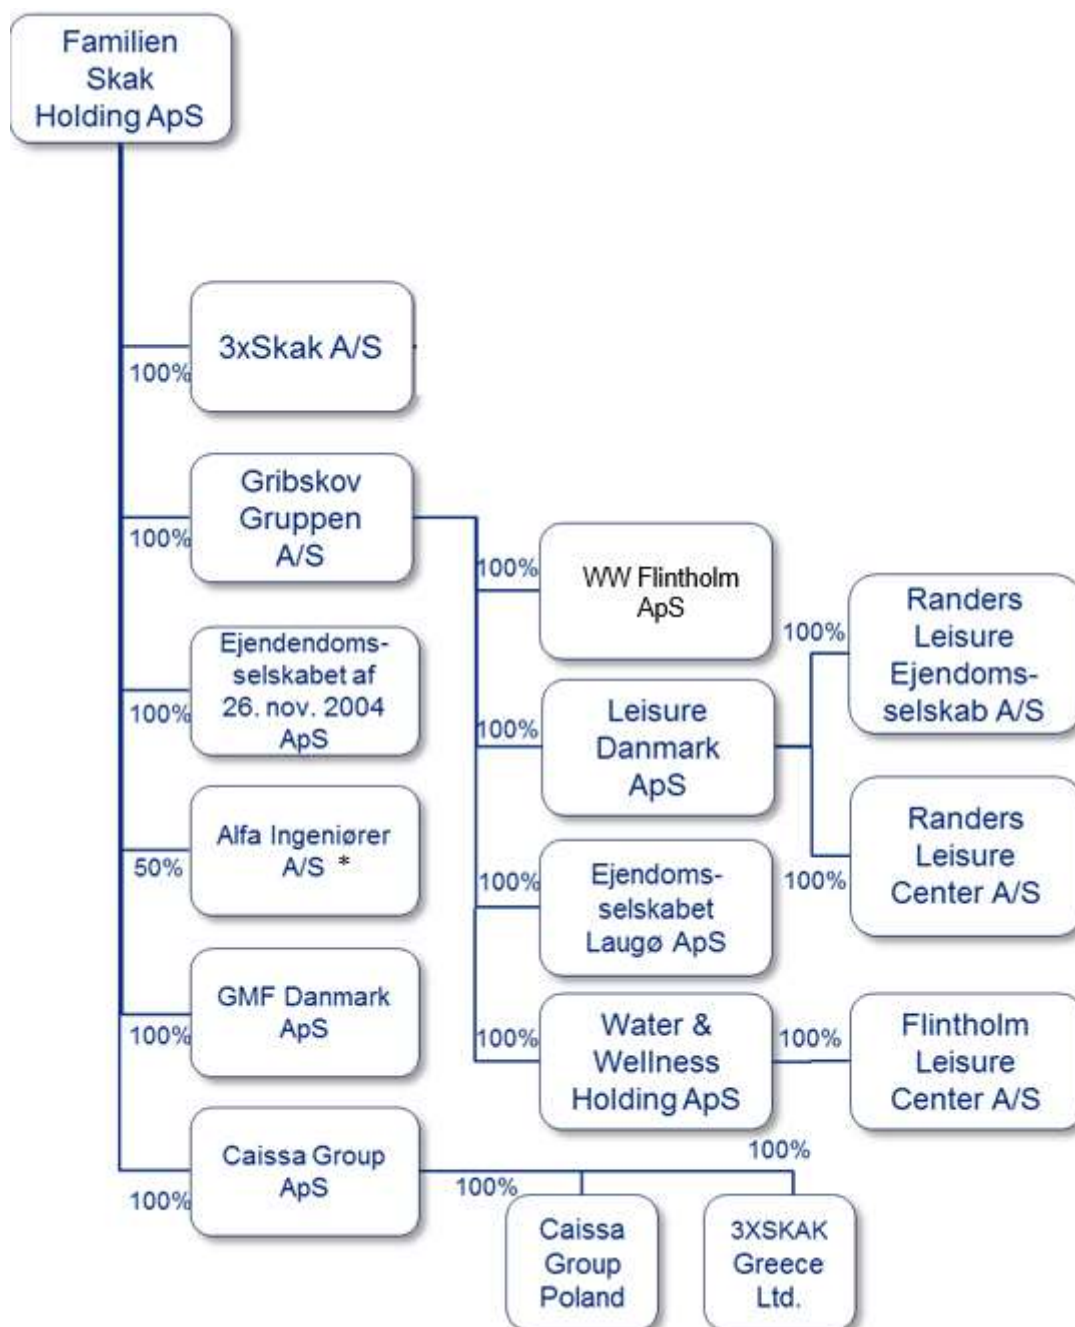 Familien
Skak
Holding ApS
3xSkak A/S
100%
Gribskov
Gruppen
A/S
100%
100%
WW Flintholm
ApS
Ejendendoms-
selskabet af
26. nov. 2004
ApS
100%
100%
Leisure
Danmark
ApS
100%
Randers
Leisure
Ejendoms-
selskab A/S
100%
Randers
Leisure
Center A/S
Alfa Ingeniører
A/S *
50%
100%
Ejendoms-
selskabet
Laugø ApS
GMF Danmark
ApS
100%
100%
Water &
Wellness
Holding ApS
100%
Flintholm
Leisure
Center A/S
Caissa Group
ApS
100%
100%
100%
Caissa
Group
Poland
3XSKAK
Greece
Ltd.